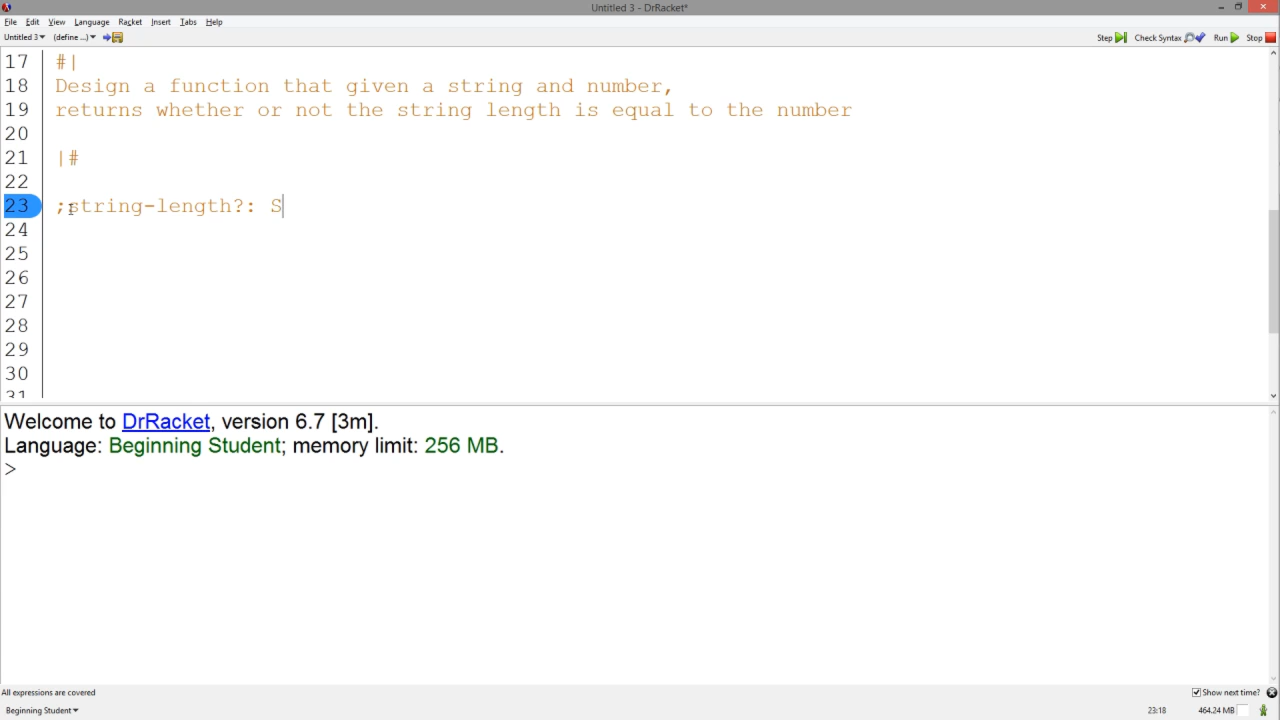 Untitled 3 - DrRacket*
File Edit View Language Racket Insert Tabs Help
Untitled 3 (define ...) Step Check Syntax Run Stop
17 #|
18 Design a function that given a string and number,
19 returns whether or not the string length is equal to the number
20
21 |#
22
23 ;string-length?: S
24
25
26
27
28
29
30
31
Welcome to DrRacket, version 6.7 [3m].
Language: Beginning Student; memory limit: 256 MB.
>
All expressions are covered Show next time?
Beginning Student 23:18 464.24 MB